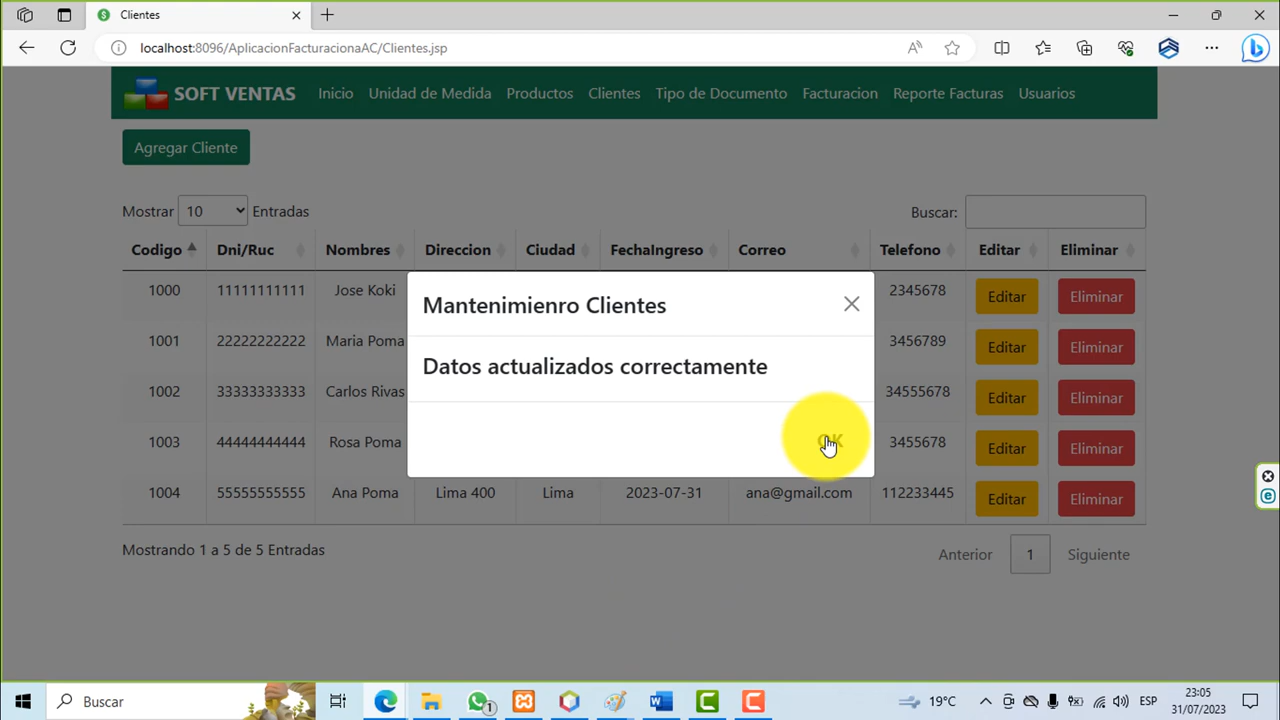 Clientes
localhost:8096/AplicacionFacturacionaAC/Clientes.jsp
SOFT VENTAS Inicio Unidad de Medida Productos Clientes Tipo de Documento Facturacion Reporte Facturas Usuarios
Agregar Cliente
Mostrar 10 Entradas Buscar:
Codigo Dni/Ruc Nombres Direccion Ciudad FechaIngreso Correo Telefono Editar Eliminar
1000 11111111111 Jose Koki 2345678 Editar Eliminar
1001 22222222222 Maria Poma 3456789 Editar Eliminar
1002 33333333333 Carlos Rivas 34555678 Editar Eliminar
1003 44444444444 Rosa Poma 3455678 Editar Eliminar
1004 55555555555 Ana Poma Lima 400 Lima 2023-07-31 ana@gmail.com 112233445 Editar Eliminar
Mantenimienro Clientes
Datos actualizados correctamente
OK
Mostrando 1 a 5 de 5 Entradas Anterior 1 Siguiente
Buscar
1
19°C
ESP
23:05
31/07/2023